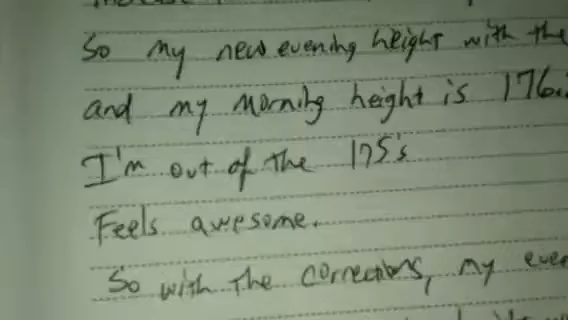 So my new evening height with the
and my morning height is 176.
I'm out of the 175's
Feels awesome.
So with the corrections, my ever